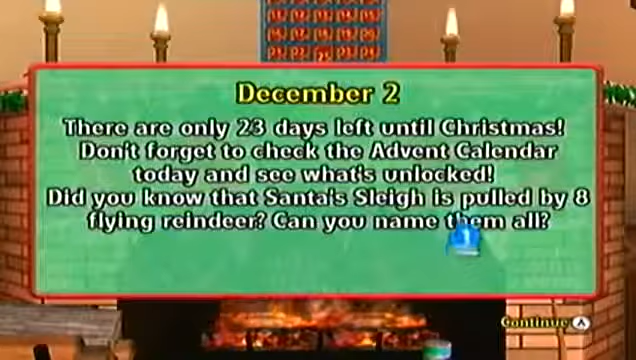 December 2
There are only 23 days left until Christmas!
Don't forget to check the Advent Calendar
today and see what's unlocked!
Did you know that Santa's Sleigh is pulled by 8
flying reindeer? Can you name them all?
Continue A